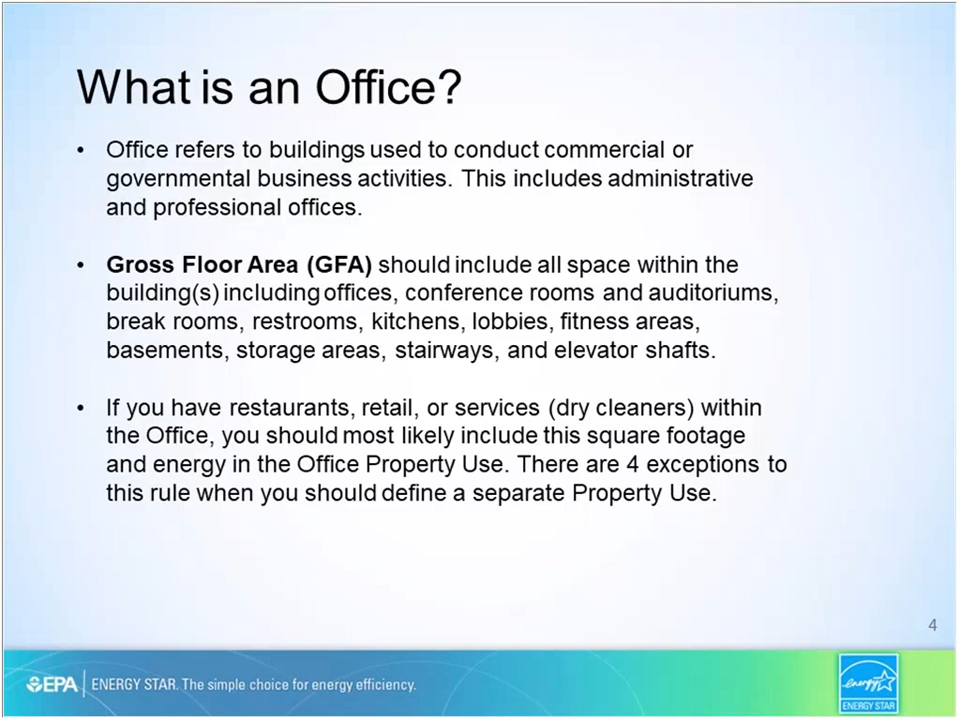 What is an Office?
• Office refers to buildings used to conduct commercial or
governmental business activities. This includes administrative
and professional offices.
• Gross Floor Area (GFA) should include all space within the
building(s) including offices, conference rooms and auditoriums,
break rooms, restrooms, kitchens, lobbies, fitness areas,
basements, storage areas, stairways, and elevator shafts.
• If you have restaurants, retail, or services (dry cleaners) within
the Office, you should most likely include this square footage
and energy in the Office Property Use. There are 4 exceptions to
this rule when you should define a separate Property Use.
4
EPA | ENERGY STAR. The simple choice for energy efficiency.
energy
ENERGY STAR